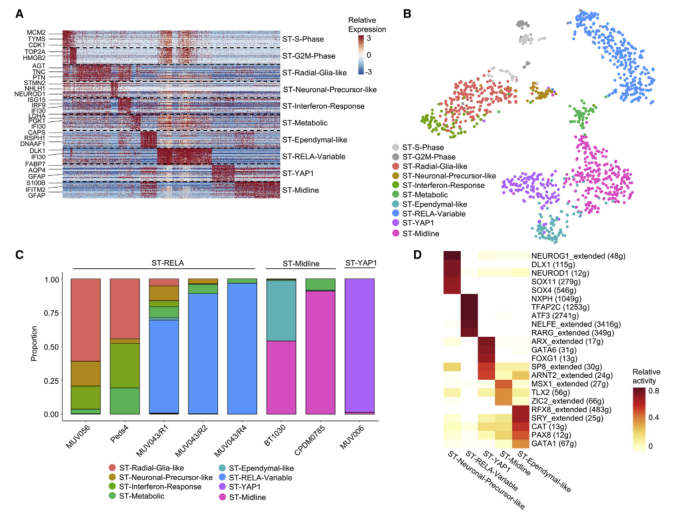 A
Relative
Expression
3
0
-3
MCM2
TYMS
CDK1
TOP2A
HMGB2
AGT
TNC
PTN
STMN2
NHLH1
NEUROD1
ISG15
IRF9
IFI30
LDHA
PGK1
IFI30
CAPS
RSPH1
DNAAF1
DLK1
IFI30
FABP7
AQP4
GFAP
S100B
IFITM2
GFAP
ST-S-Phase
ST-G2M-Phase
ST-Radial-Glia-like
ST-Neuronal-Precursor-like
ST-Interferon-Response
ST-Metabolic
ST-Ependymal-like
ST-RELA-Variable
ST-YAP1
ST-Midline
B
ST-S-Phase
ST-G2M-Phase
ST-Radial-Glia-like
ST-Neuronal-Precursor-like
ST-Interferon-Response
ST-Metabolic
ST-Ependymal-like
ST-RELA-Variable
ST-YAP1
ST-Midline
C
ST-RELA
ST-Midline
ST-YAP1
Proportion
1.00
0.75
0.50
0.25
0.00
MUV056
Peds4
MUV043/R1
MUV043/R2
MUV043/R4
BT1030
CPDM0785
MUV006
ST-Radial-Glia-like
ST-Neuronal-Precursor-like
ST-Interferon-Response
ST-Metabolic
ST-Ependymal-like
ST-RELA-Variable
ST-YAP1
ST-Midline
D
NEUROG1_extended (48g)
DLX1 (115g)
NEUROD1 (12g)
SOX11 (279g)
SOX4 (546g)
NXPH (1049g)
TFAP2C (1253g)
ATF3 (2741g)
NELFE_extended (3416g)
RARG_extended (349g)
ARX_extended (17g)
GATA6 (31g)
FOXG1 (13g)
SP8_extended (30g)
ARNT2_extended (24g)
MSX1_extended (27g)
TLX2 (56g)
ZIC2_extended (66g)
RFX8_extended (483g)
SRY_extended (25g)
CAT (13g)
PAX8 (12g)
GATA1 (67g)
Relative
activity
0.8
0.6
0.4
0.2
0
ST-Neuronal-Precursor-like
ST-RELA-Variable
ST-YAP1
ST-Midline
ST-Ependymal-like